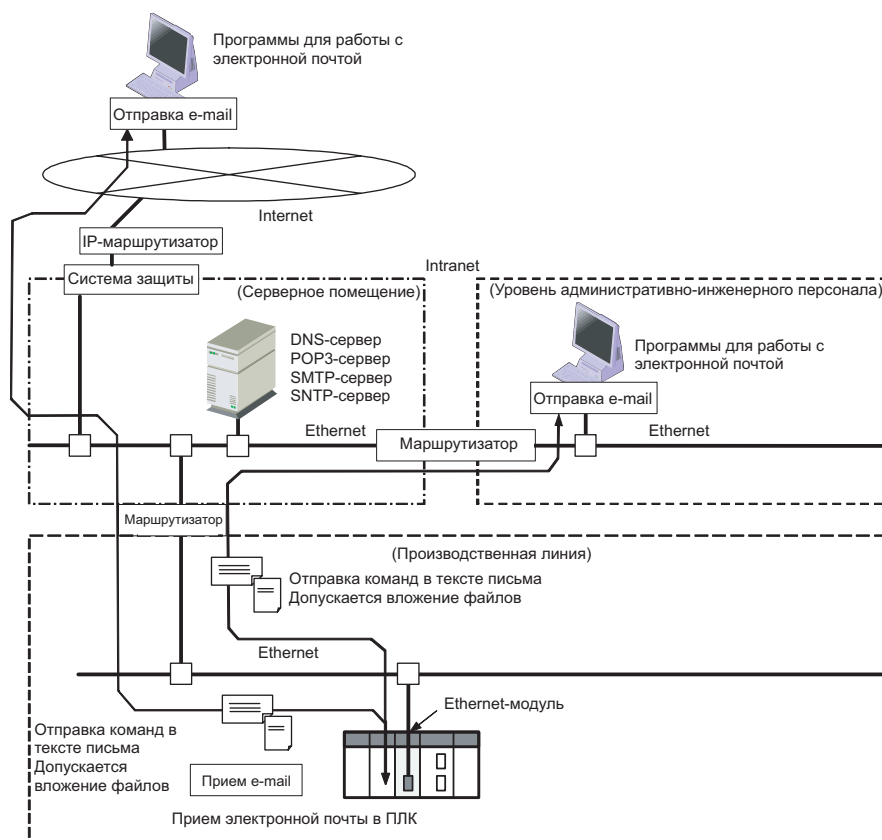 Программы для работы с
электронной почтой
Отправка e-mail
Internet
IP-маршрутизатор
Intranet
Система защиты
(Серверное помещение)
(Уровень административно-инженерного персонала)
DNS-сервер
POP3-сервер
SMTP-сервер
SNTP-сервер
Программы для работы с
электронной почтой
Отправка e-mail
Ethernet
Маршрутизатор
Ethernet
Маршрутизатор
(Производственная линия)
Отправка команд в тексте письма
Допускается вложение файлов
Ethernet
Ethernet-модуль
Отправка команд в
тексте письма
Допускается
вложение файлов
Прием e-mail
Прием электронной почты в ПЛК